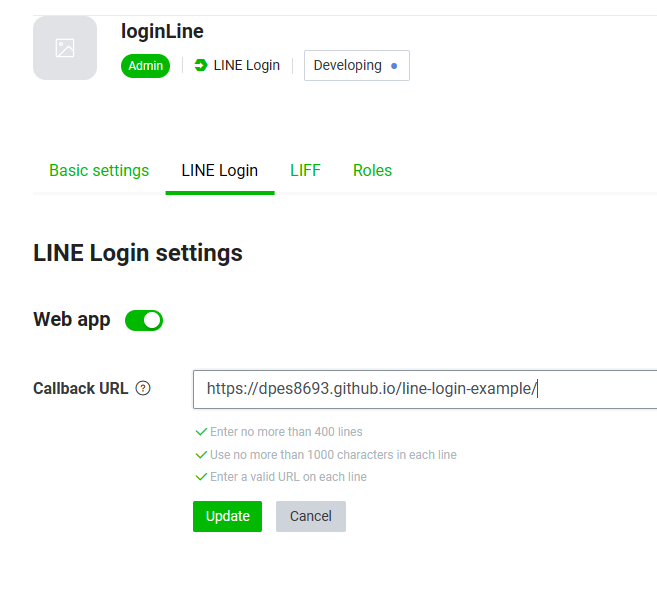 loginLine
Admin LINE Login Developing
Basic settings LINE Login LIFF Roles
LINE Login settings
Web app
Callback URL ? https://dpes8693.github.io/line-login-example/
Enter no more than 400 lines
Use no more than 1000 characters in each line
Enter a valid URL on each line
Update Cancel